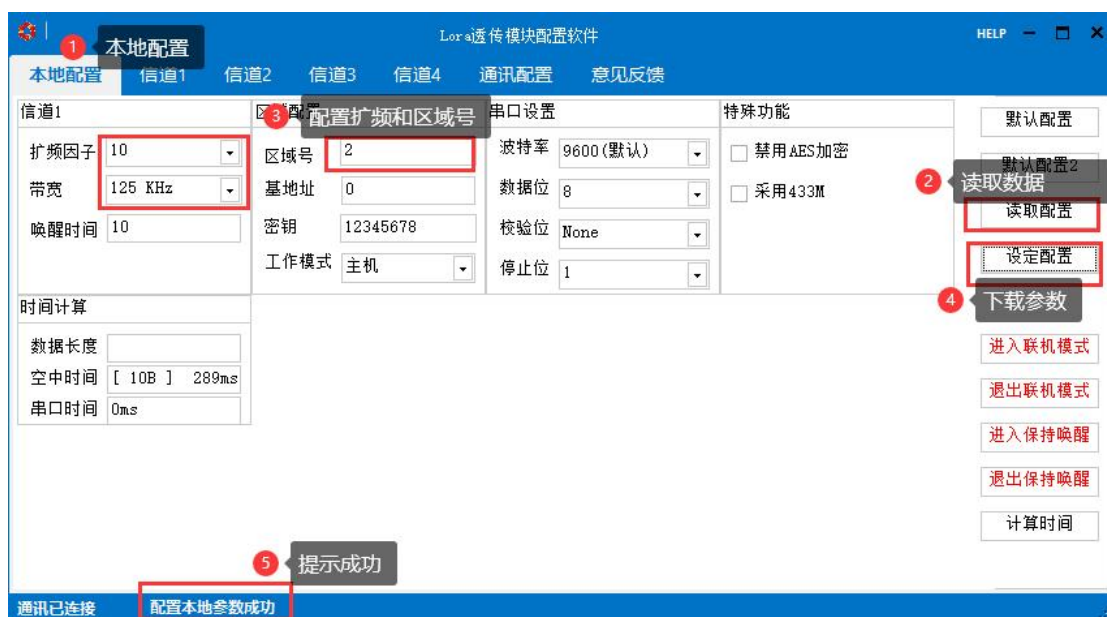 Lora透传模块配置软件
HELP
1 本地配置
本地配置 信道1 信道2 信道3 信道4 通讯配置 意见反馈
信道1
扩频因子 10
带宽 125 KHz
唤醒时间 10
3 配置扩频和区域号
区域号 2
基地址 0
密钥 12345678
工作模式 主机
串口设置
波特率 9600(默认)
数据位 8
校验位 None
停止位 1
特殊功能
禁用AES加密
采用433M
默认配置
默认配置2
2 读取数据
读取配置
设定配置
4 下载参数
进入联机模式
退出联机模式
进入保持唤醒
退出保持唤醒
计算时间
时间计算
数据长度
空中时间 [ 10B ] 289ms
串口时间 0ms
5 提示成功
通讯已连接 配置本地参数成功